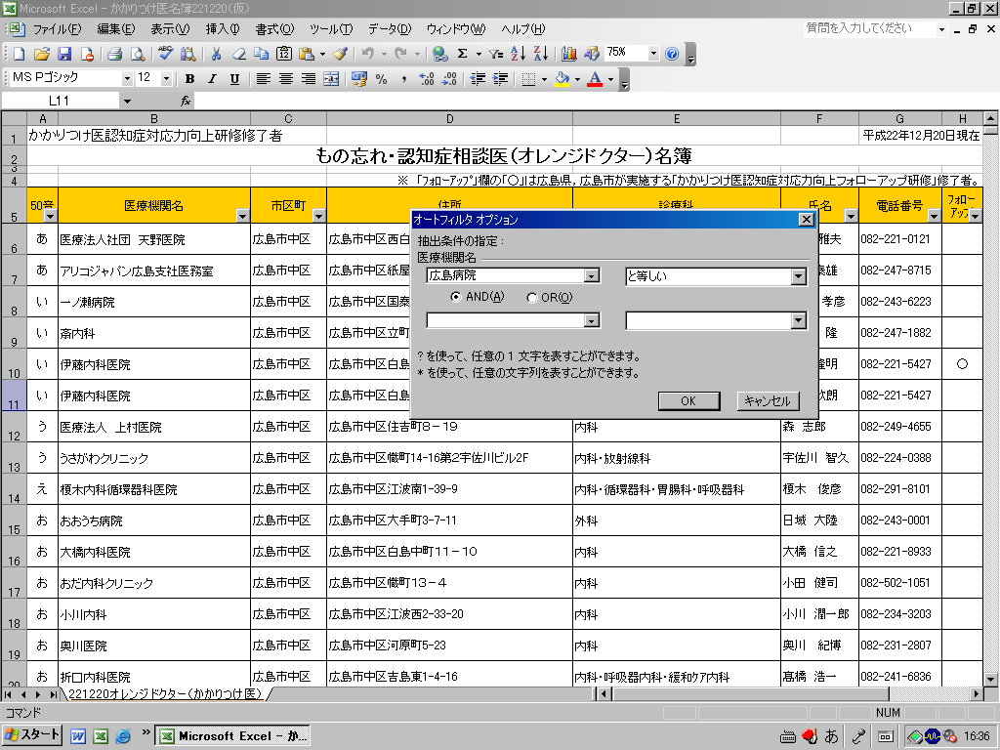 Microsoft Excel - かかりつけ医名簿221220(仮)
ファイル(F) 編集(E) 表示(V) 挿入(I) 書式(O) ツール(T) データ(D) ウィンドウ(W) ヘルプ(H) 質問を入力してください
75%
MS Pゴシック 12 B I U
L11 fx
A B C D E F G H
1 かかりつけ医認知症対応力向上研修修了者 平成22年12月20日現在
2 もの忘れ・認知症相談医（オレンジドクター）名簿
3
4 ※ 「フォローアップ」欄の「○」は広島県，広島市が実施する「かかりつけ医認知症対応力向上フォローアップ研修」修了者。
5 50音 医療機関名 市区町 住所 診療科 氏名 電話番号 フォローアップ
6 あ 医療法人社団 天野医院 広島市中区 広島市中区西白 雅夫 082-221-0121
7 あ アリコジャパン広島支社医務室 広島市中区 広島市中区紙屋 泰雄 082-247-8715
8 い 一ノ瀬病院 広島市中区 広島市中区国泰 孝彦 082-243-6223
9 い 斎内科 広島市中区 広島市中区立町 隆 082-247-1882
10 い 伊藤内科医院 広島市中区 広島市中区白島 隆明 082-221-5427 ○
11 い 伊藤内科医院 広島市中区 広島市中区白島 次朗 082-221-5427
12 う 医療法人 上村医院 広島市中区 広島市中区住吉町８－１９ 内科 森 志郎 082-249-4655
13 う うさがわクリニック 広島市中区 広島市中区幟町14-16第2宇佐川ビル2F 内科・放射線科 宇佐川 智久 082-224-0388
14 え 榎木内科循環器科医院 広島市中区 広島市中区江波南1-39-9 内科・循環器科・胃腸科・呼吸器科 榎木 俊彦 082-291-8101
15 お おおうち病院 広島市中区 広島市中区大手町3-7-11 外科 日域 大陸 082-243-0001
16 お 大橋内科医院 広島市中区 広島市中区白島中町１１－１０ 内科 大橋 信之 082-221-8933
17 お おだ内科クリニック 広島市中区 広島市中区幟町１３－４ 内科 小田 健司 082-502-1051
18 お 小川内科 広島市中区 広島市中区江波西2-33-20 内科 小川 潤一郎 082-234-3203
19 お 奥川医院 広島市中区 広島市中区河原町5-23 内科 奥川 紀博 082-231-2807
20 お 折口内科医院 広島市中区 広島市中区吉島東1-4-16 内科・呼吸器内科・緩和ケア内科 髙橋 浩一 082-241-6836
オートフィルタ オプション
抽出条件の指定：
医療機関名
広島病院 と等しい
AND(A) OR(O)
? を使って、任意の 1 文字を表すことができます。
* を使って、任意の文字列を表すことができます。
OK キャンセル
221220オレンジドクター（かかりつけ医）
コマンド NUM
スタート Microsoft Excel - か... あ 16:36